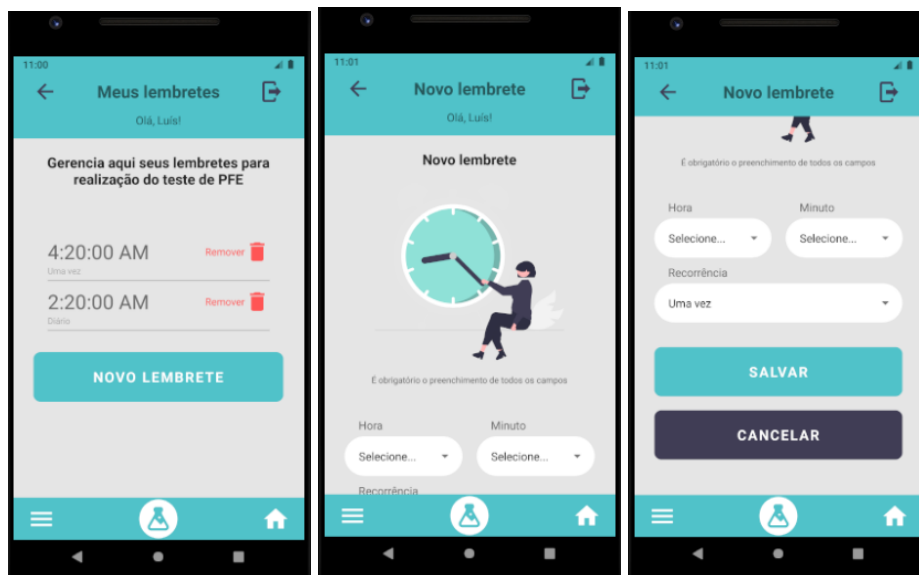 11:00
Meus lembretes
Olá, Luís!
Gerencia aqui seus lembretes para
realização do teste de PFE
4:20:00 AM
Remover
Uma vez
2:20:00 AM
Remover
Diário
NOVO LEMBRETE
11:01
Novo lembrete
Olá, Luís!
Novo lembrete
É obrigatório o preenchimento de todos os campos
Hora
Minuto
Selecione...
Selecione...
Recorrência
11:01
Novo lembrete
Olá, Luís!
É obrigatório o preenchimento de todos os campos
Hora
Minuto
Selecione...
Selecione...
Recorrência
Uma vez
SALVAR
CANCELAR